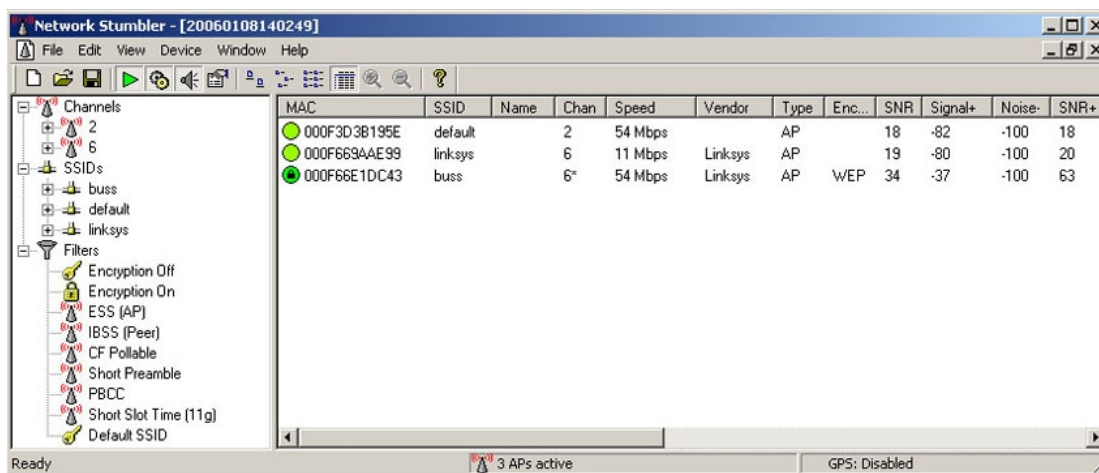 Network Stumbler - [20060108140249]
File Edit View Device Window Help
Channels
2
6
SSIDs
buss
default
linksys
Filters
Encryption Off
Encryption On
ESS (AP)
IBSS (Peer)
CF Pollable
Short Preamble
PBCC
Short Slot Time (11g)
Default SSID
MAC SSID Name Chan Speed Vendor Type Enc... SNR Signal+ Noise- SNR+
000F3D3B195E default 2 54 Mbps AP 18 -82 -100 18
000F669AAE99 linksys 6 11 Mbps Linksys AP 19 -80 -100 20
000F66E1DC43 buss 6* 54 Mbps Linksys AP WEP 34 -37 -100 63
Ready 3 APs active GPS: Disabled